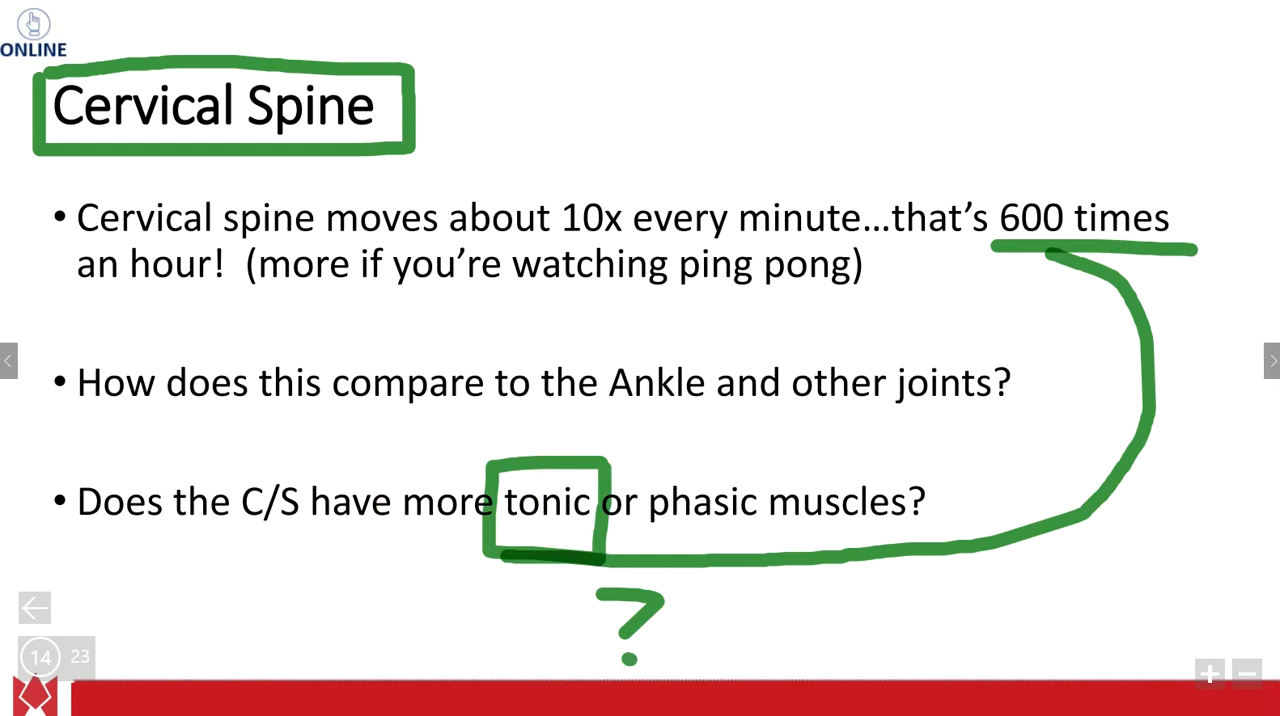 ONLINE
Cervical Spine
• Cervical spine moves about 10x every minute…that’s 600 times
an hour!  (more if you’re watching ping pong)
• How does this compare to the Ankle and other joints?
• Does the C/S have more tonic or phasic muscles?
?
14 23